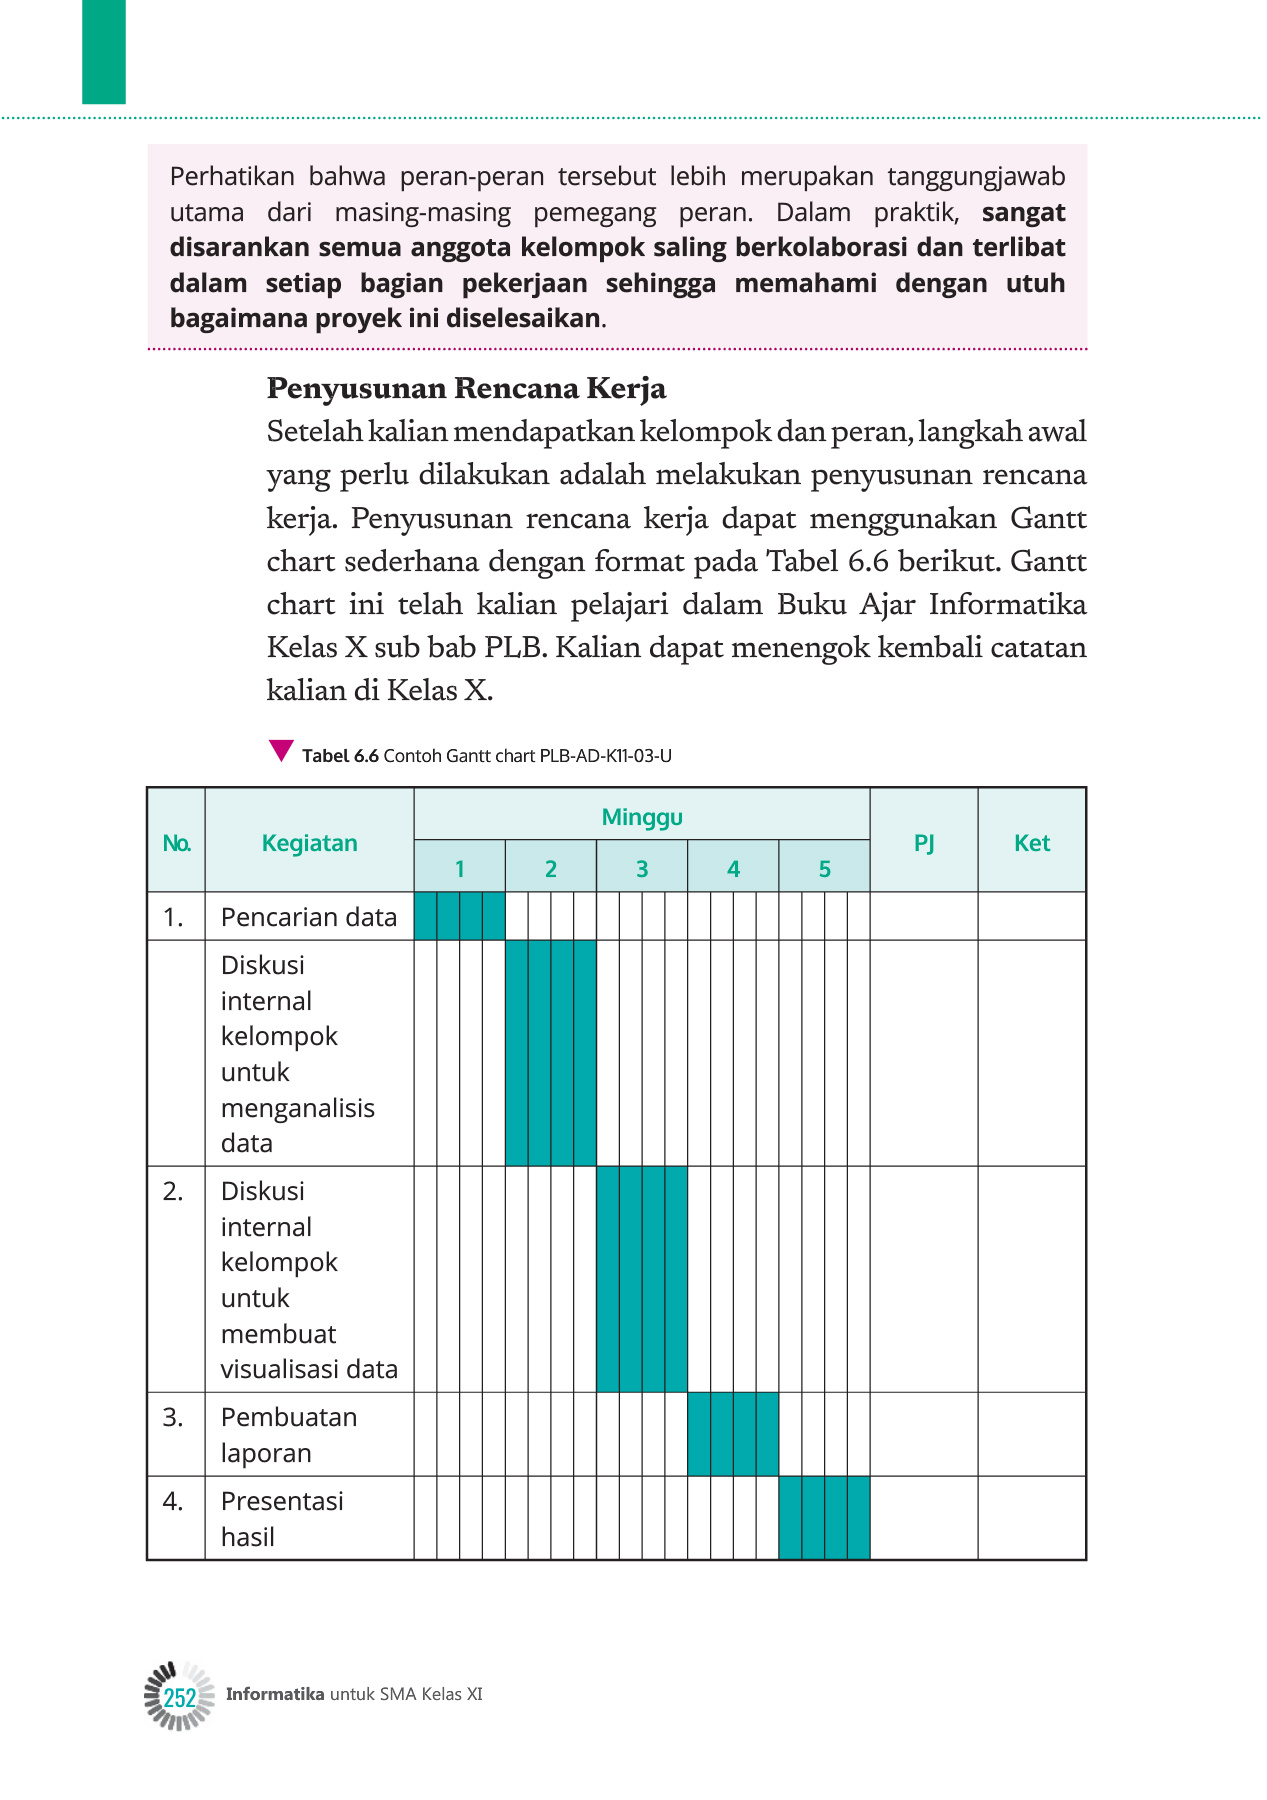 Perhatikan bahwa peran-peran tersebut lebih merupakan tanggungjawab
utama dari masing-masing pemegang peran. Dalam praktik, sangat
disarankan semua anggota kelompok saling berkolaborasi dan terlibat
dalam setiap bagian pekerjaan sehingga memahami dengan utuh
bagaimana proyek ini diselesaikan.
Penyusunan Rencana Kerja
Setelah kalian mendapatkan kelompok dan peran, langkah awal
yang perlu dilakukan adalah melakukan penyusunan rencana
kerja. Penyusunan rencana kerja dapat menggunakan Gantt
chart sederhana dengan format pada Tabel 6.6 berikut. Gantt
chart ini telah kalian pelajari dalam Buku Ajar Informatika
Kelas X sub bab PLB. Kalian dapat menengok kembali catatan
kalian di Kelas X.
Tabel 6.6 Contoh Gantt chart PLB-AD-K11-03-U
No. Kegiatan Minggu PJ Ket
1 2 3 4 5
1. Pencarian data
Diskusi
internal
kelompok
untuk
menganalisis
data
2. Diskusi
internal
kelompok
untuk
membuat
visualisasi data
3. Pembuatan
laporan
4. Presentasi
hasil
252 Informatika untuk SMA Kelas XI